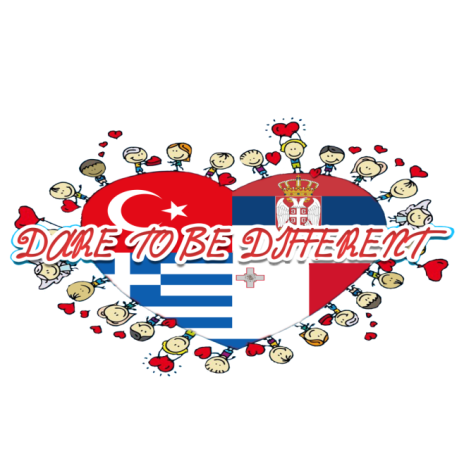 DARE TO BE DIFFERENT